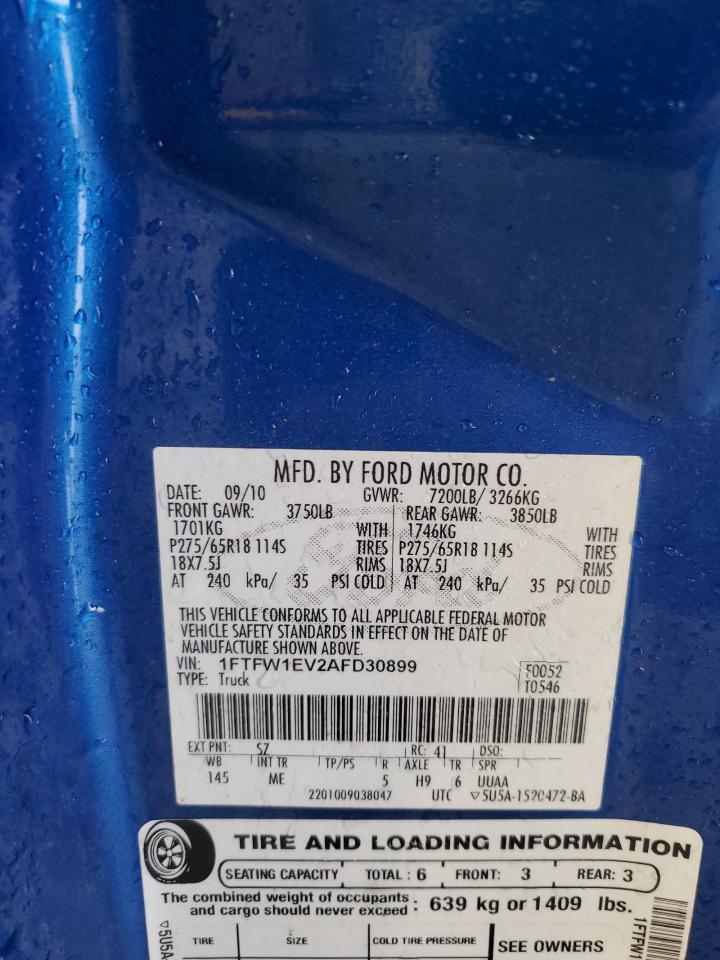 MFD. BY FORD MOTOR CO.
DATE: 09/10 GVWR: 7200LB/ 3266KG
FRONT GAWR: 3750LB REAR GAWR: 3850LB
1701KG WITH 1746KG WITH
P275/65R18 114S TIRES P275/65R18 114S TIRES
18X7.5J RIMS 18X7.5J RIMS
AT 240 kPa/ 35 PSI COLD AT 240 kPa/ 35 PSI COLD
THIS VEHICLE CONFORMS TO ALL APPLICABLE FEDERAL MOTOR
VEHICLE SAFETY STANDARDS IN EFFECT ON THE DATE OF
MANUFACTURE SHOWN ABOVE.
VIN: 1FTFW1EV2AFD30899 F0052
TYPE: Truck T0546
EXT PNT: SZ RC: 41 DSO:
WB INT TR TP/PS R AXLE TR SPR
145 ME 5 H9 6 UUAA
2201009038047 UTC ▽5U5A-1520472-BA
TIRE AND LOADING INFORMATION
SEATING CAPACITY TOTAL : 6 FRONT: 3 REAR: 3
The combined weight of occupants
and cargo should never exceed : 639 kg or 1409 lbs.
TIRE SIZE COLD TIRE PRESSURE SEE OWNERS
▽5U5A
1FTFW1